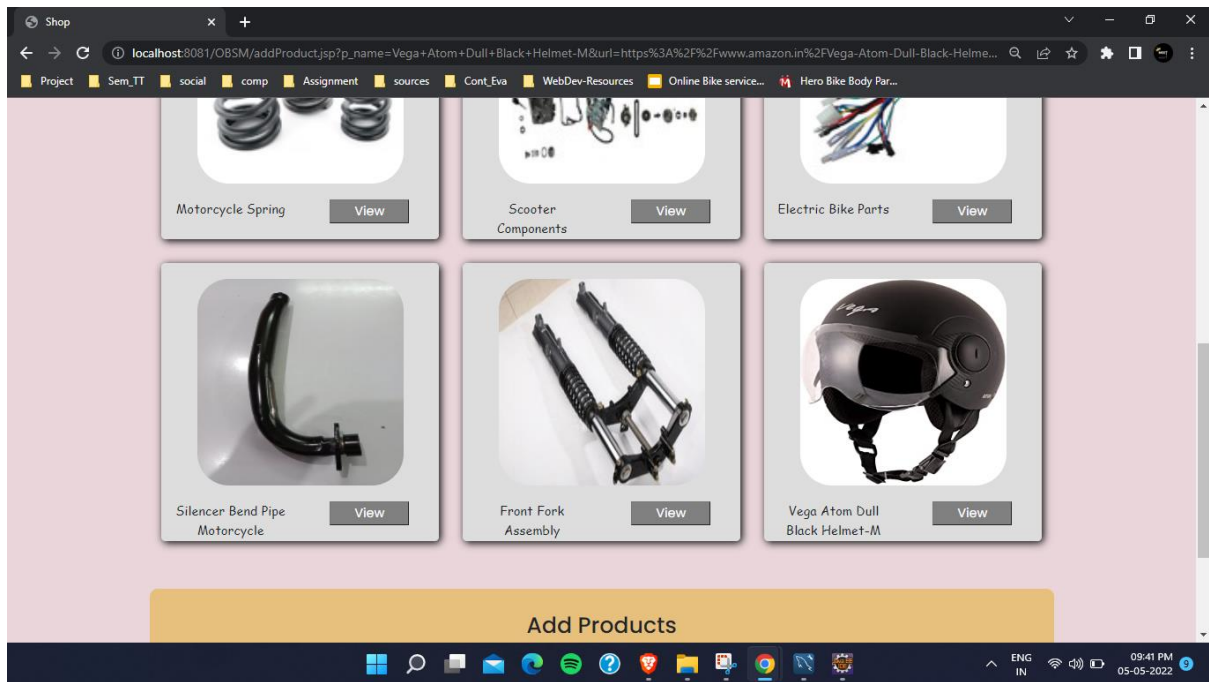 Shop
localhost:8081/OBSM/addProduct.jsp?p_name=Vega+Atom+Dull+Black+Helmet-M&url=https%3A%2F%2Fwww.amazon.in%2FVega-Atom-Dull-Black-Helme...
Project Sem_TT social comp Assignment sources Cont_Eva WebDev-Resources Online Bike service... Hero Bike Body Par...
Motorcycle Spring View Scooter View Electric Bike Parts View
Components
vega
Silencer Bend Pipe View Front Fork View Vega Atom Dull View
Motorcycle Assembly Black Helmet-M
Add Products
ENG 09:41 PM
IN 05-05-2022 9